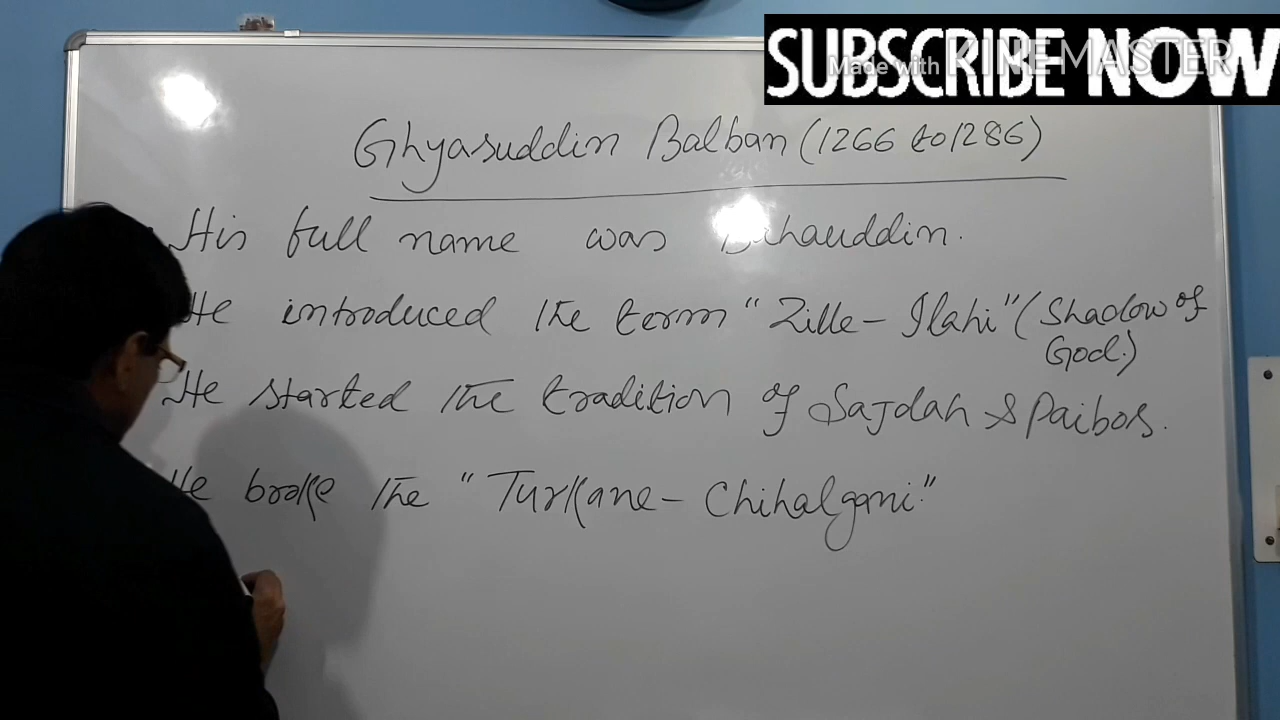 SUBSCRIBE NOW
Made with KINEMASTER
Ghyasuddin Balban (1266 to 1286)
His full name was
He introduced the term "Zille-Ilahi" (Shadow of
God.)
He started the tradition of Sajdah & Paibos.
He broke the "Turkane-Chihalgani"